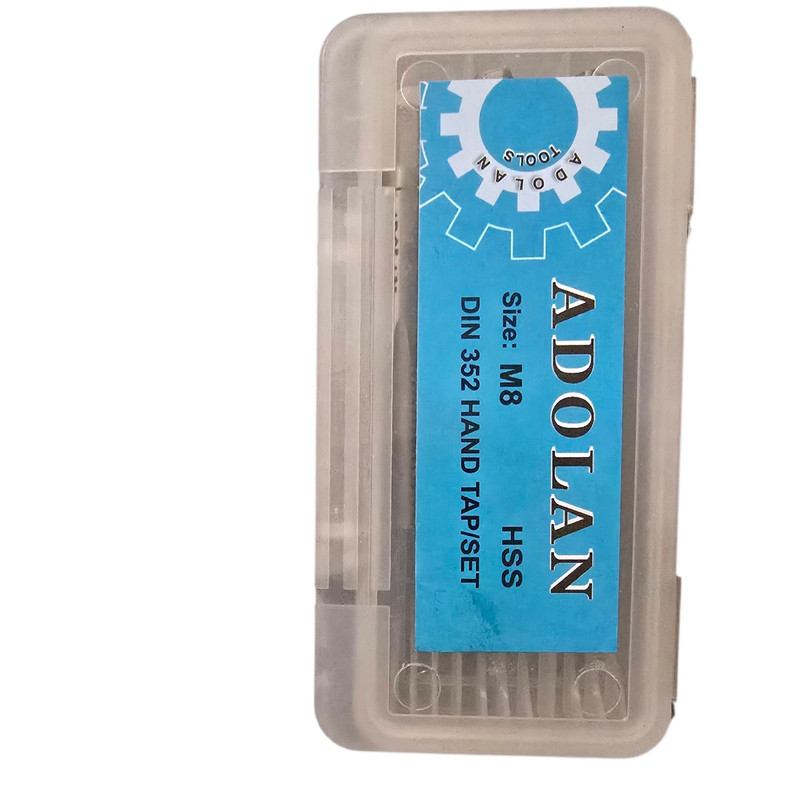 ADOLAN
TOOLS
ADOLAN
Size: M8 HSS
DIN 352 HAND TAP/SET